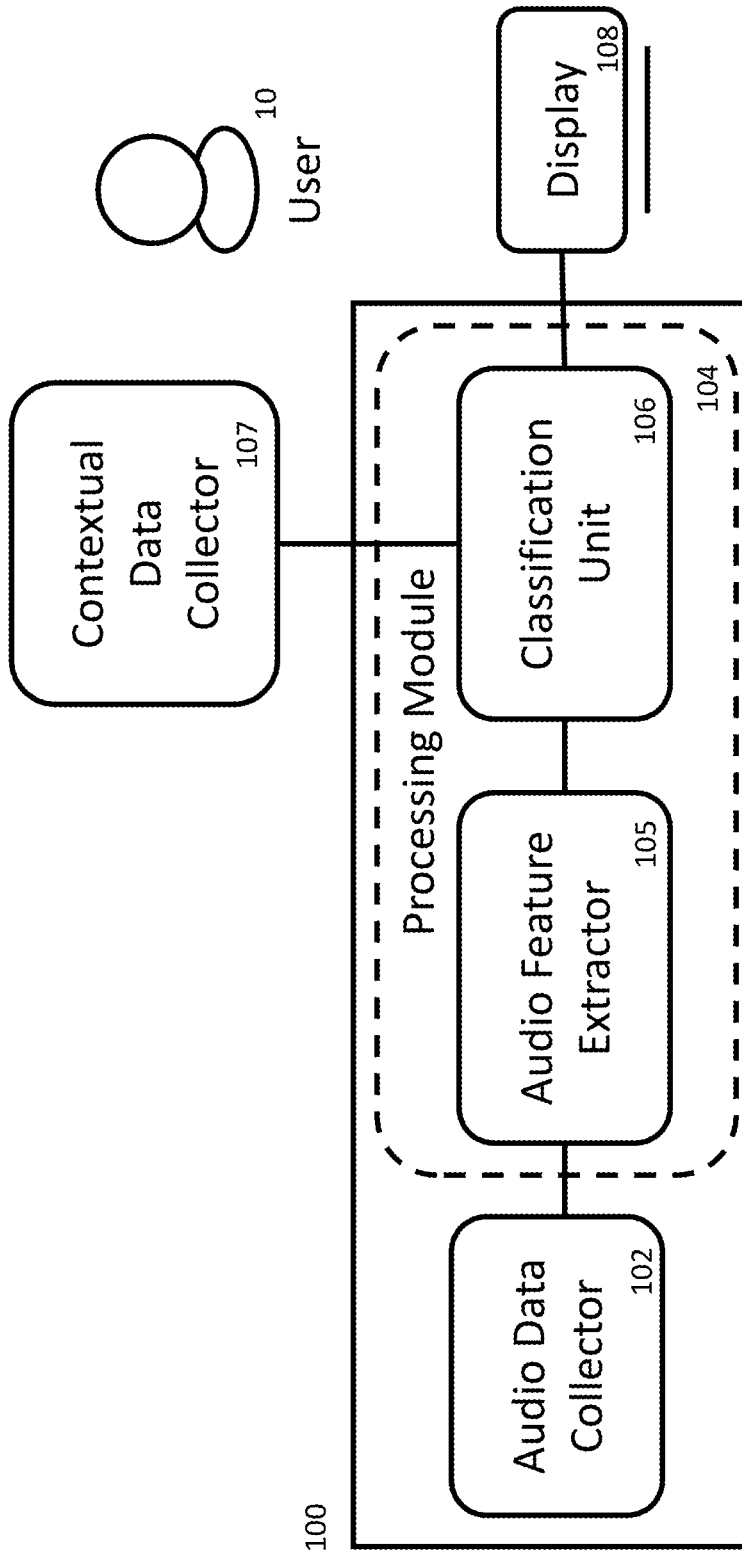 100
Audio Data
Collector
102
Processing Module
Audio Feature
Extractor
105
Classification
Unit
106
104
Contextual
Data
Collector
107
10
User
Display
108